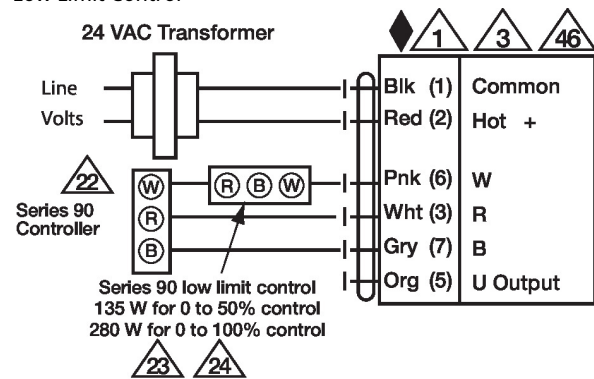 24 VAC Transformer
1 3 46
Line
Volts
Blk (1) Common
Red (2) Hot +
22
Series 90
Controller
W
R
B
R B W
Pnk (6) W
Wht (3) R
Gry (7) B
Org (5) U Output
Series 90 low limit control
135 W for 0 to 50% control
280 W for 0 to 100% control
23 24